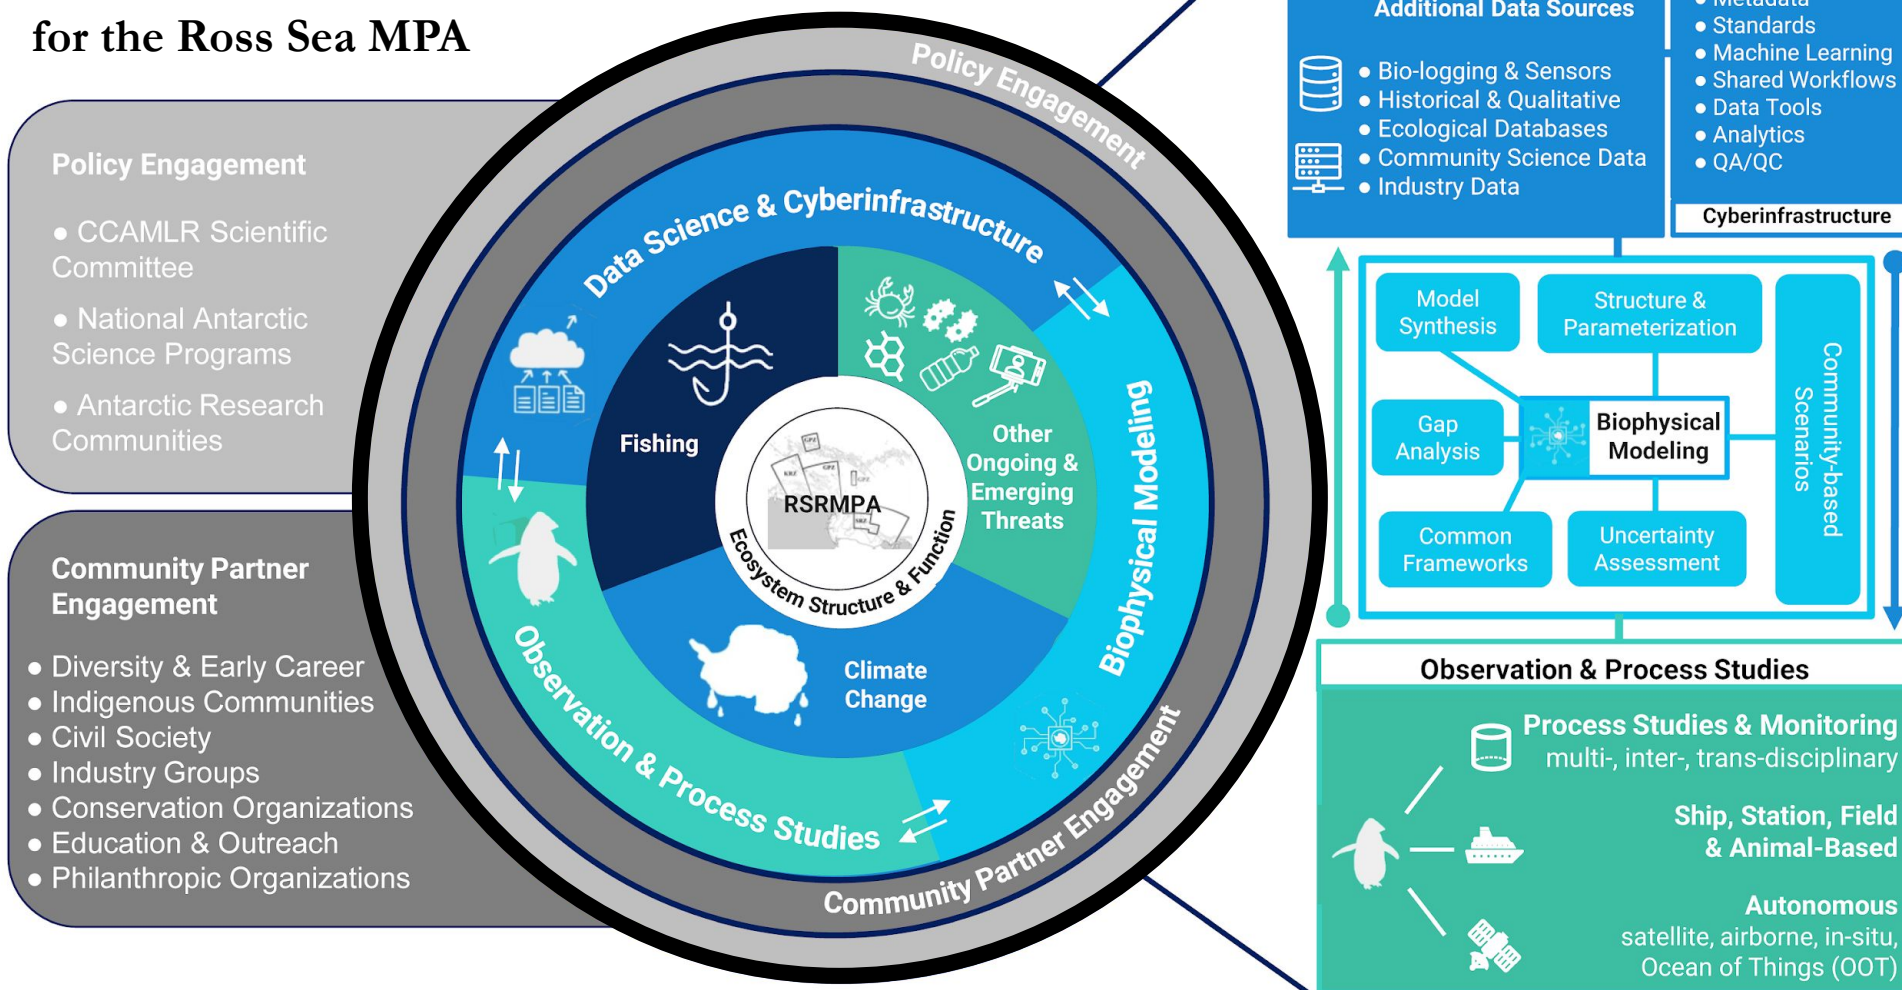 for the Ross Sea MPA
Policy Engagement
● CCAMLR Scientific
Committee
● National Antarctic
Science Programs
● Antarctic Research
Communities
Community Partner
Engagement
● Diversity & Early Career
● Indigenous Communities
● Civil Society
● Industry Groups
● Conservation Organizations
● Education & Outreach
● Philanthropic Organizations
Policy Engagement
Data Science & Cyberinfrastructure
Biophysical Modeling
Observation & Process Studies
Community Partner Engagement
Fishing
Other
Ongoing &
Emerging
Threats
Climate
Change
RSRMPA
Ecosystem Structure & Function
GPZ
KRZ
GPZ
GPZ
SRZ
Additional Data Sources
● Bio-logging & Sensors
● Historical & Qualitative
● Ecological Databases
● Community Science Data
● Industry Data
● Metadata
● Standards
● Machine Learning
● Shared Workflows
● Data Tools
● Analytics
● QA/QC
Cyberinfrastructure
Model
Synthesis
Structure &
Parameterization
Gap
Analysis
Biophysical
Modeling
Common
Frameworks
Uncertainty
Assessment
Community-based
Scenarios
Observation & Process Studies
Process Studies & Monitoring
multi-, inter-, trans-disciplinary
Ship, Station, Field
& Animal-Based
Autonomous
satellite, airborne, in-situ,
Ocean of Things (OOT)